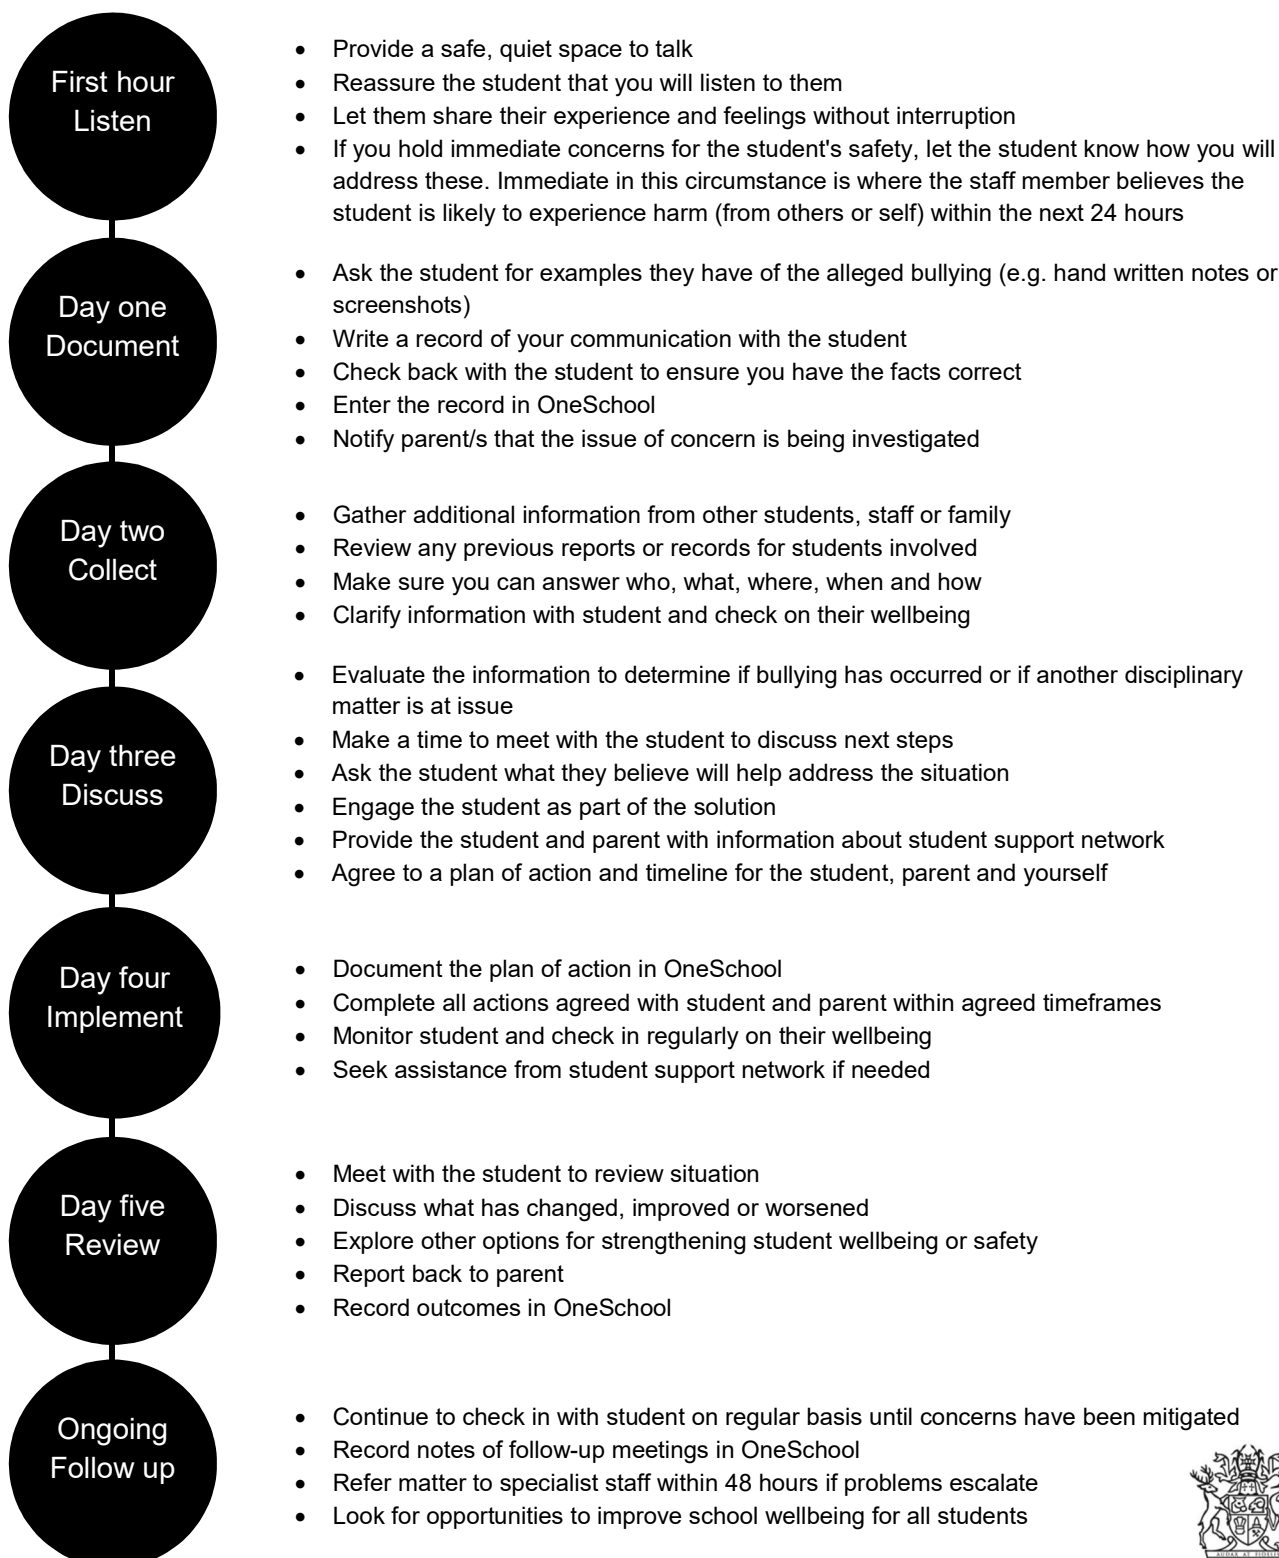 First hour
Listen
• Provide a safe, quiet space to talk
• Reassure the student that you will listen to them
• Let them share their experience and feelings without interruption
• If you hold immediate concerns for the student's safety, let the student know how you will
address these. Immediate in this circumstance is where the staff member believes the
student is likely to experience harm (from others or self) within the next 24 hours
Day one
Document
• Ask the student for examples they have of the alleged bullying (e.g. hand written notes or
screenshots)
• Write a record of your communication with the student
• Check back with the student to ensure you have the facts correct
• Enter the record in OneSchool
• Notify parent/s that the issue of concern is being investigated
Day two
Collect
• Gather additional information from other students, staff or family
• Review any previous reports or records for students involved
• Make sure you can answer who, what, where, when and how
• Clarify information with student and check on their wellbeing
Day three
Discuss
• Evaluate the information to determine if bullying has occurred or if another disciplinary
matter is at issue
• Make a time to meet with the student to discuss next steps
• Ask the student what they believe will help address the situation
• Engage the student as part of the solution
• Provide the student and parent with information about student support network
• Agree to a plan of action and timeline for the student, parent and yourself
Day four
Implement
• Document the plan of action in OneSchool
• Complete all actions agreed with student and parent within agreed timeframes
• Monitor student and check in regularly on their wellbeing
• Seek assistance from student support network if needed
Day five
Review
• Meet with the student to review situation
• Discuss what has changed, improved or worsened
• Explore other options for strengthening student wellbeing or safety
• Report back to parent
• Record outcomes in OneSchool
Ongoing
Follow up
• Continue to check in with student on regular basis until concerns have been mitigated
• Record notes of follow-up meetings in OneSchool
• Refer matter to specialist staff within 48 hours if problems escalate
• Look for opportunities to improve school wellbeing for all students
AUDAX AT